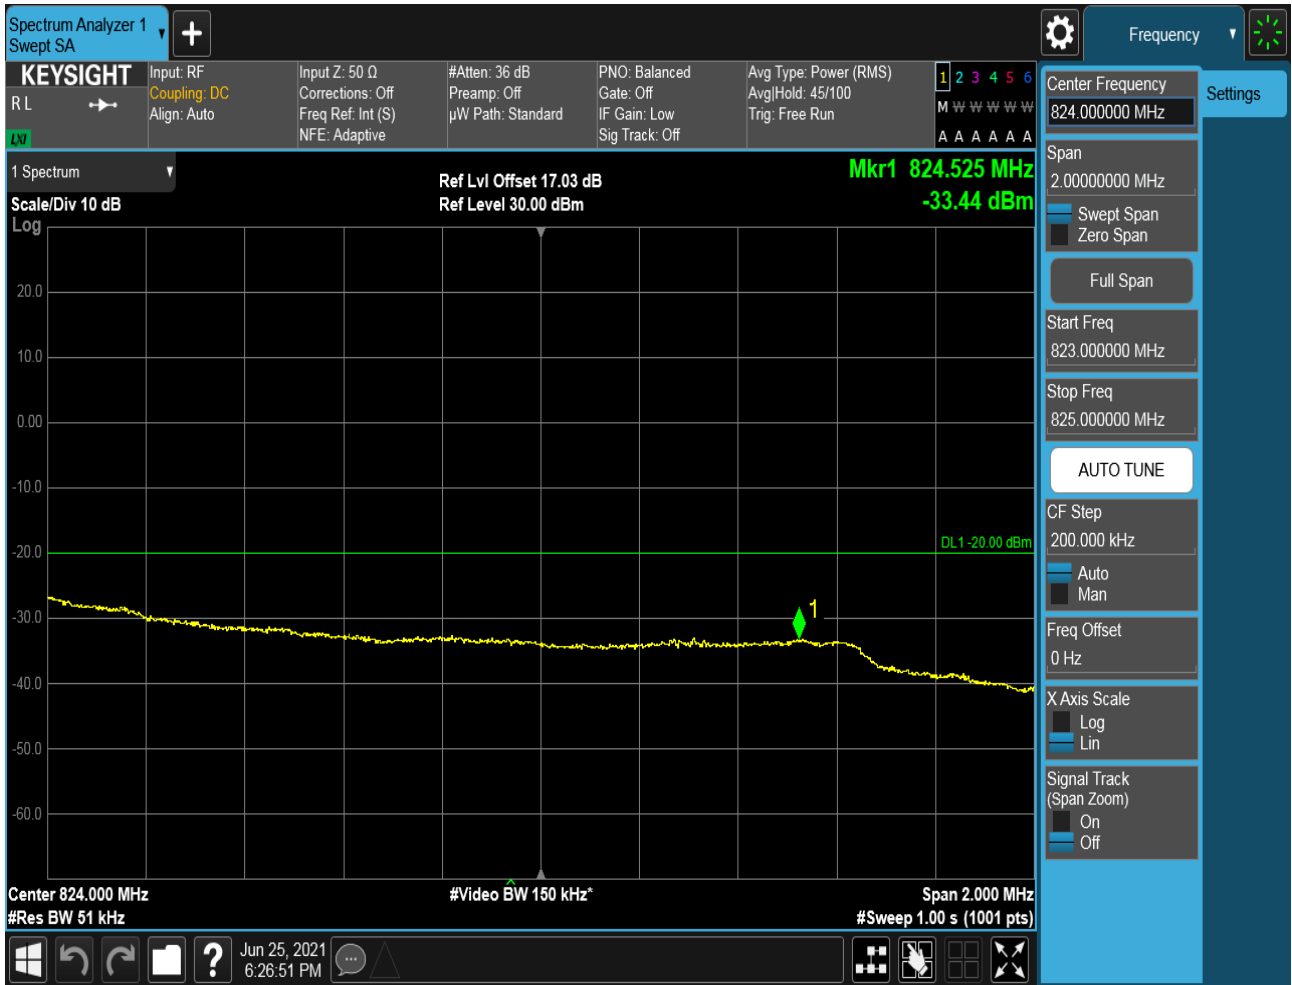 Spectrum Analyzer 1
Swept SA
Frequency
KEYSIGHT
R L
LXI
Input: RF
Coupling: DC
Align: Auto
Input Z: 50 Ω
Corrections: Off
Freq Ref: Int (S)
NFE: Adaptive
#Atten: 36 dB
Preamp: Off
µW Path: Standard
PNO: Balanced
Gate: Off
IF Gain: Low
Sig Track: Off
Avg Type: Power (RMS)
Avg|Hold: 45/100
Trig: Free Run
1 2 3 4 5 6
M W W W W W
A A A A A A
1 Spectrum
Scale/Div 10 dB
Log
Ref Lvl Offset 17.03 dB
Ref Level 30.00 dBm
Mkr1 824.525 MHz
-33.44 dBm
20.0
10.0
0.00
-10.0
-20.0
-30.0
-40.0
-50.0
-60.0
DL1 -20.00 dBm
1
Center 824.000 MHz
#Res BW 51 kHz
#Video BW 150 kHz*
Span 2.000 MHz
#Sweep 1.00 s (1001 pts)
?
Jun 25, 2021
6:26:51 PM
Center Frequency
824.000000 MHz
Settings
Span
2.00000000 MHz
Swept Span
Zero Span
Full Span
Start Freq
823.000000 MHz
Stop Freq
825.000000 MHz
AUTO TUNE
CF Step
200.000 kHz
Auto
Man
Freq Offset
0 Hz
X Axis Scale
Log
Lin
Signal Track
(Span Zoom)
On
Off